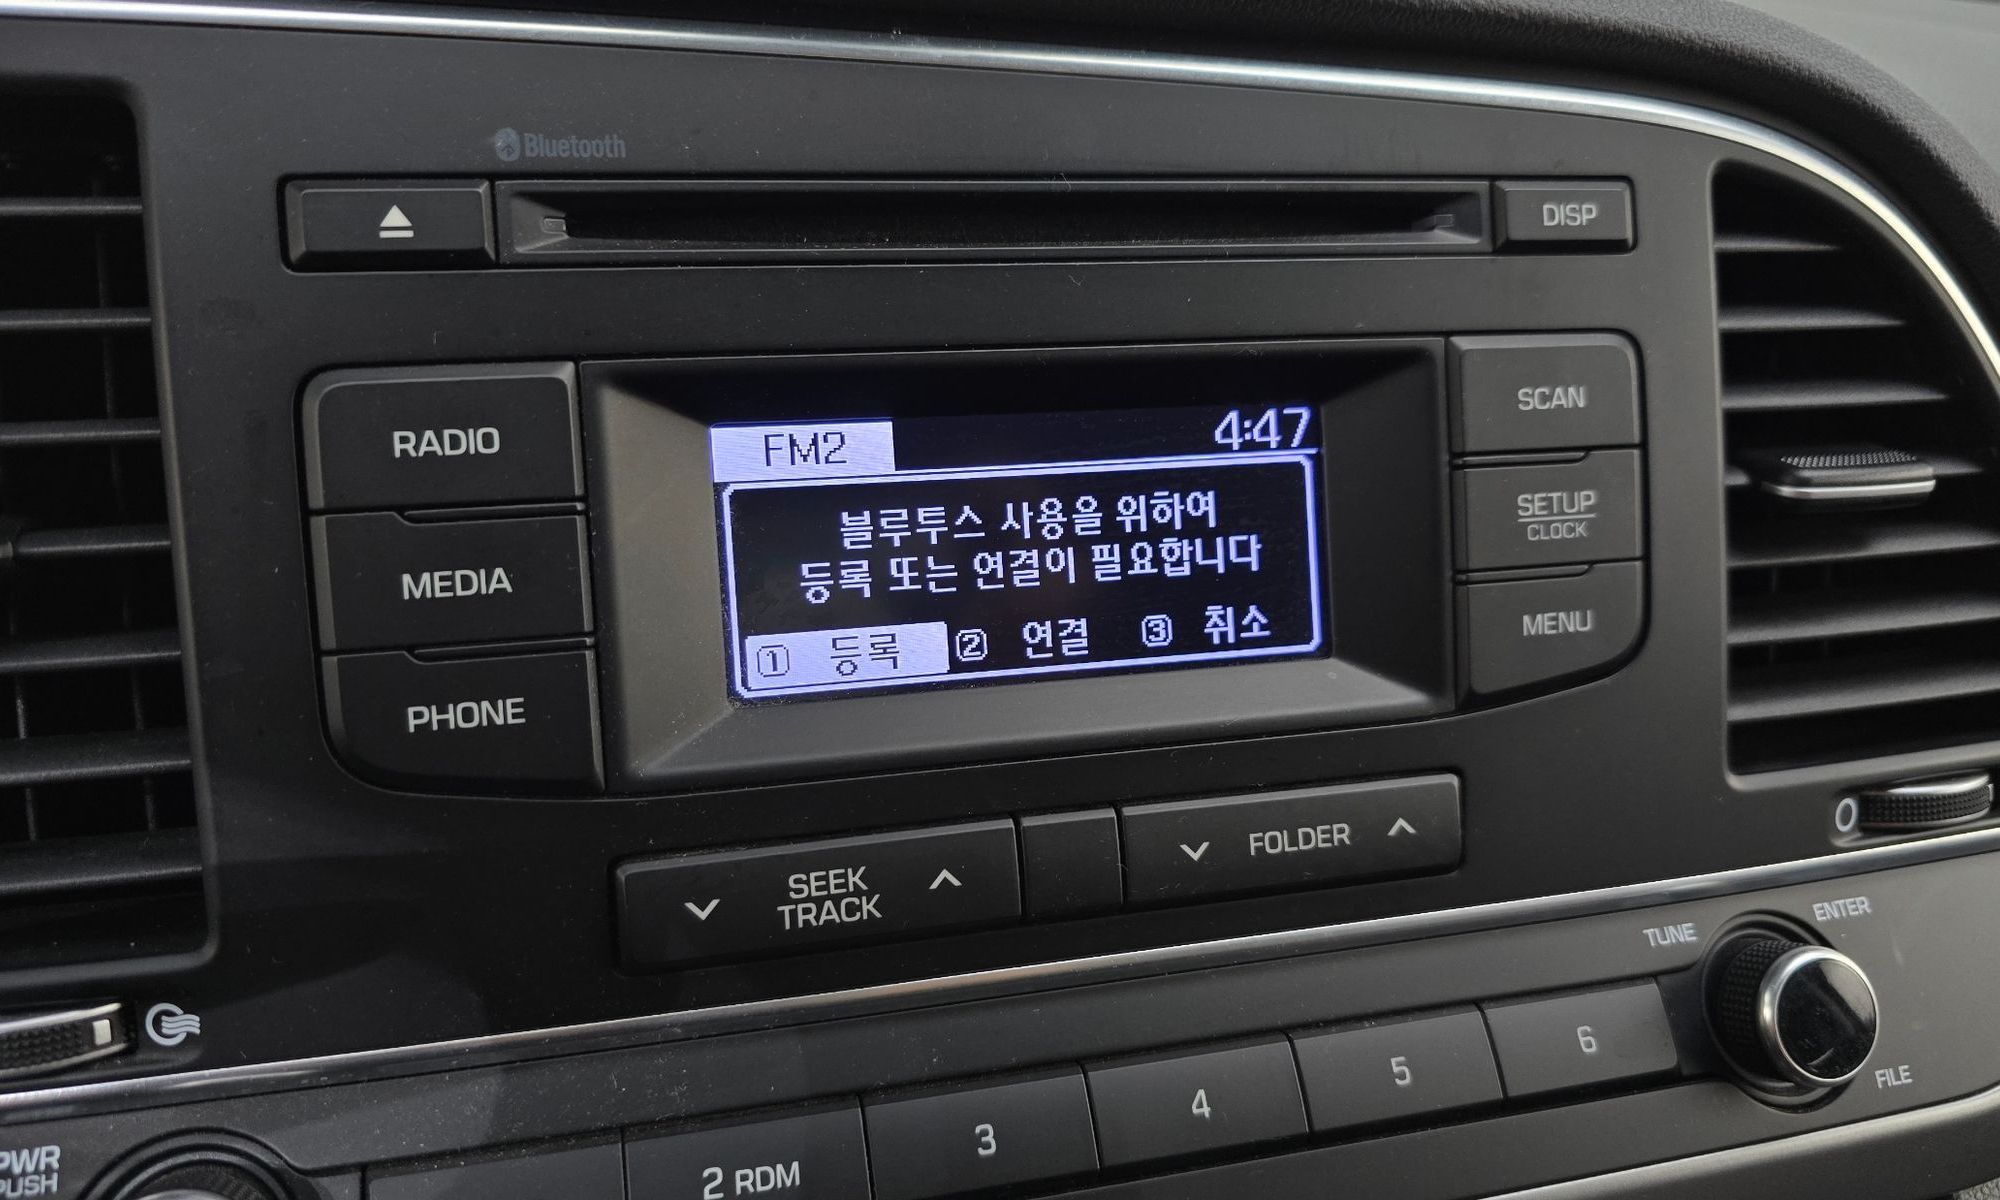 Bluetooth
DISP
RADIO
MEDIA
PHONE
FM2
4:47
블루투스 사용을 위하여
등록 또는 연결이 필요합니다
1 등록 2 연결 3 취소
SCAN
SETUP
CLOCK
MENU
SEEK
TRACK
FOLDER
0
TUNE
ENTER
FILE
PWR
PUSH
2 RDM
3
4
5
6